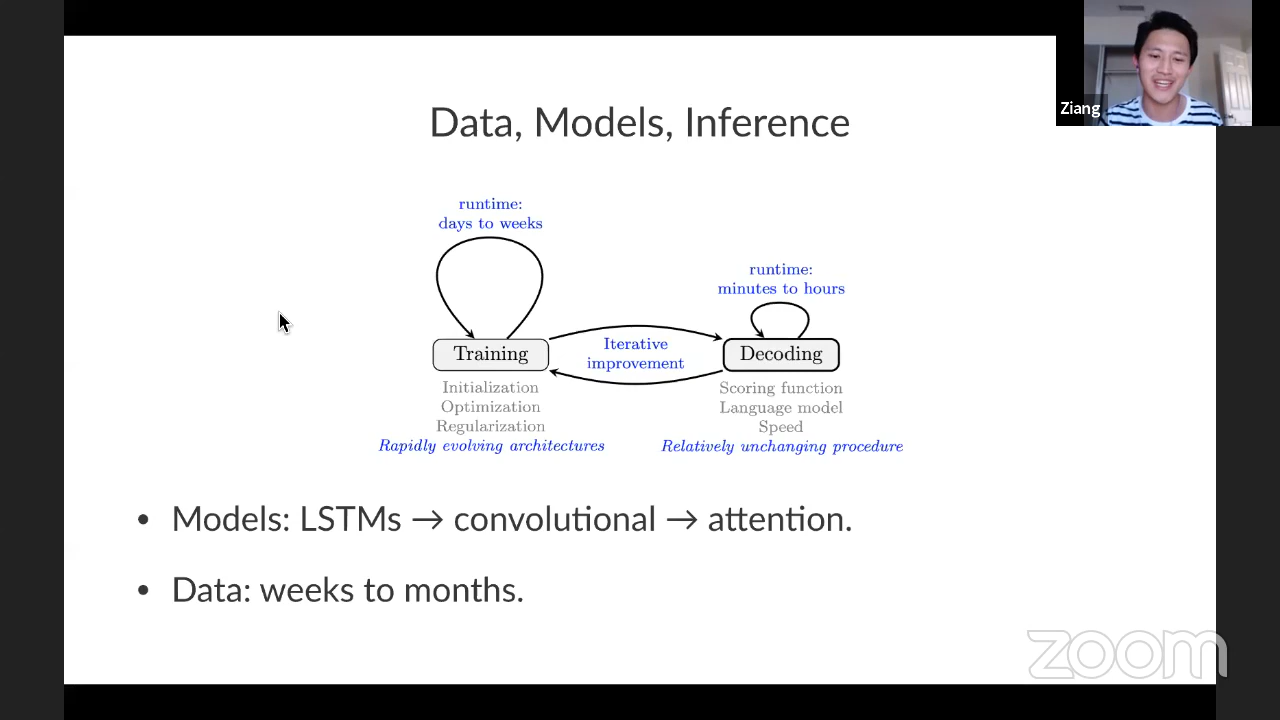 Data, Models, Inference
Ziang
runtime:
days to weeks
runtime:
minutes to hours
Training
Iterative
improvement
Decoding
Initialization
Optimization
Regularization
Rapidly evolving architectures
Scoring function
Language model
Speed
Relatively unchanging procedure
• Models: LSTMs → convolutional → attention.
• Data: weeks to months.
zoom